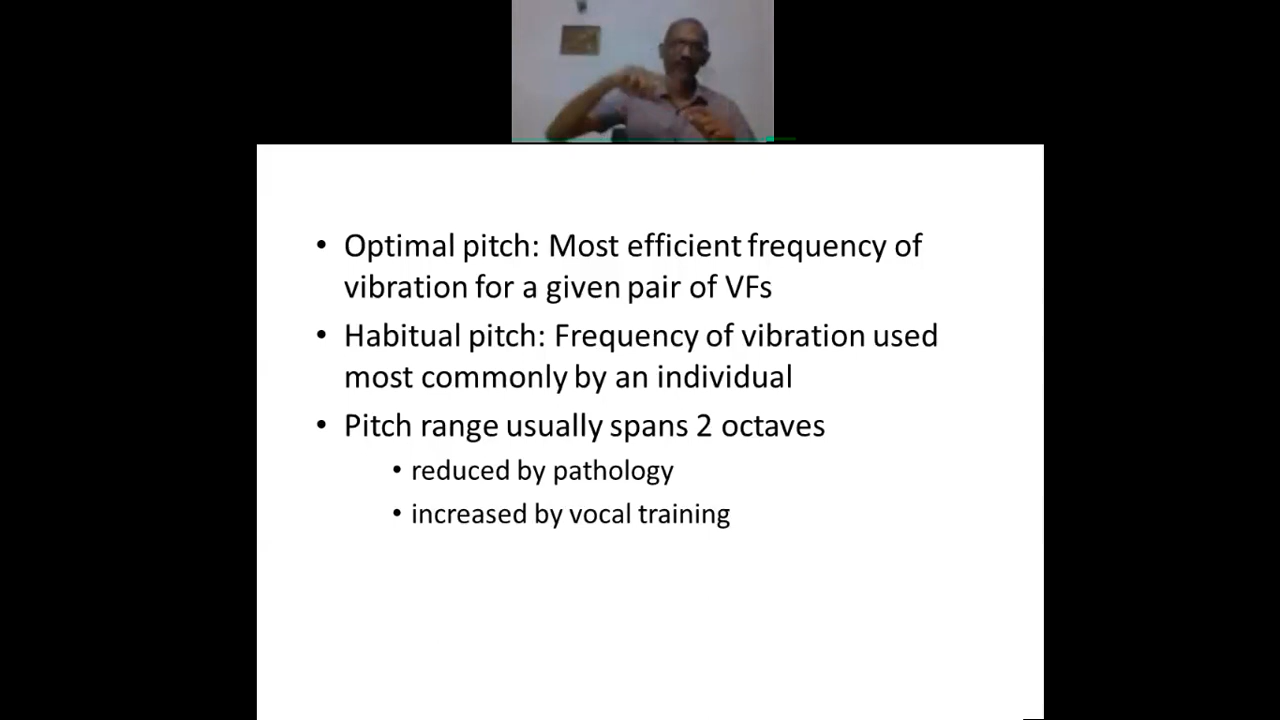 • Optimal pitch: Most efficient frequency of
vibration for a given pair of VFs
• Habitual pitch: Frequency of vibration used
most commonly by an individual
• Pitch range usually spans 2 octaves
• reduced by pathology
• increased by vocal training